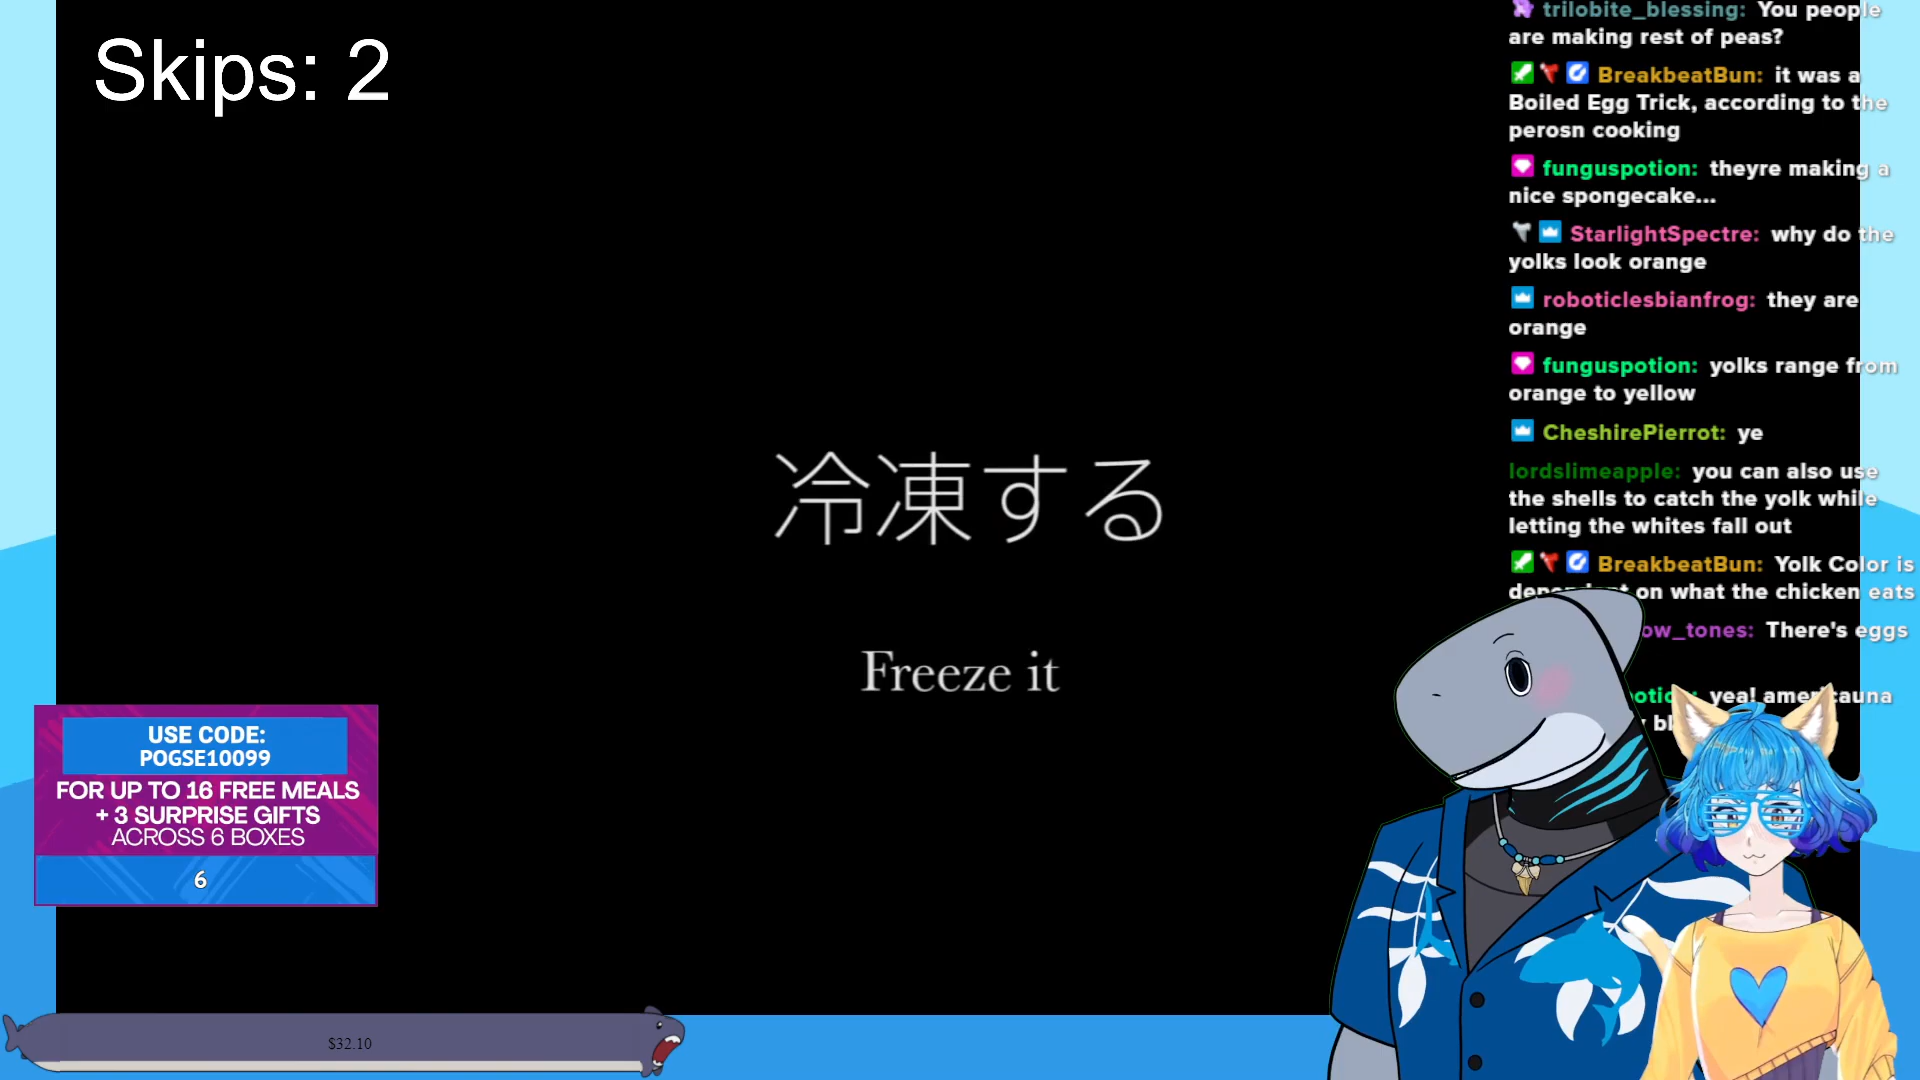 Skips: 2
trilobite_blessing: You people
are making rest of peas?
BreakbeatBun: it was a
Boiled Egg Trick, according to the
perosn cooking
funguspotion: theyre making a
nice spongecake...
StarlightSpectre: why do the
yolks look orange
roboticlesbianfrog: they are
orange
funguspotion: yolks range from
orange to yellow
CheshirePierrot: ye
lordslimeapple: you can also use
the shells to catch the yolk while
letting the whites fall out
BreakbeatBun: Yolk Color is
on what the chicken eats
ow_tones: There's eggs
yea! americauna
冷凍する
Freeze it
USE CODE:
POGSE10099
FOR UP TO 16 FREE MEALS
+ 3 SURPRISE GIFTS
ACROSS 6 BOXES
6
$32.10